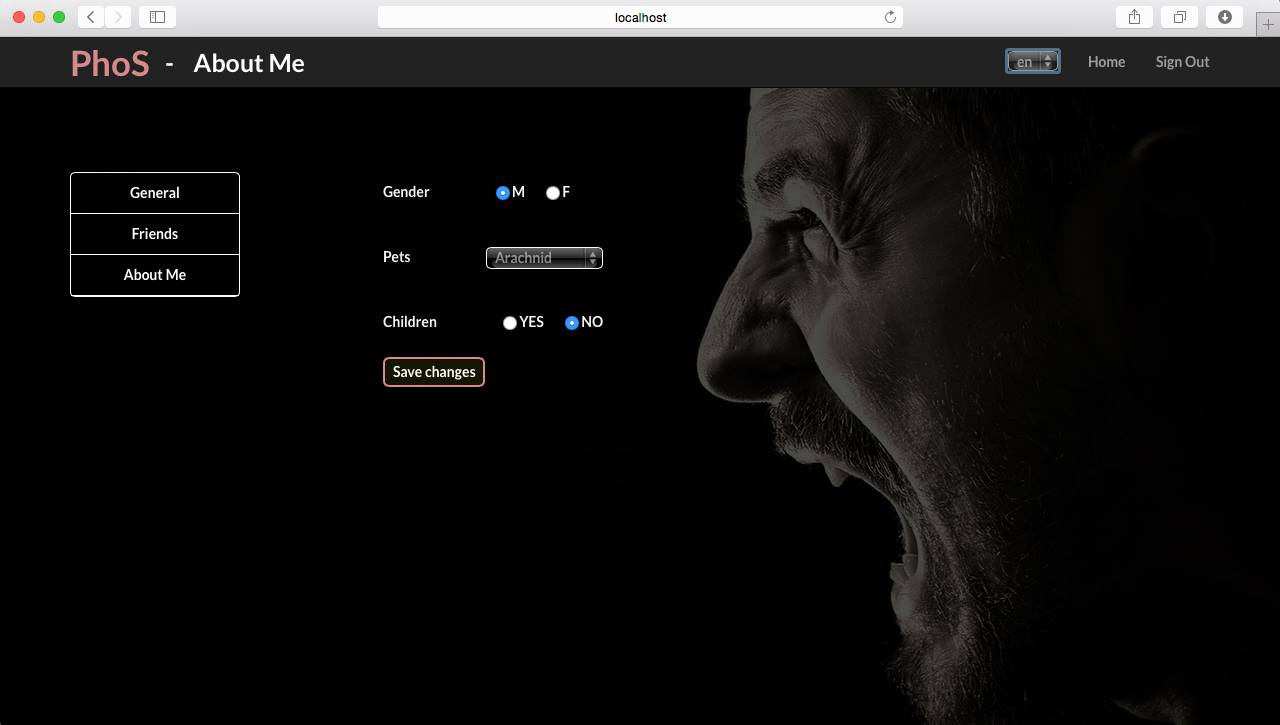 localhost
PhoS - About Me
en Home Sign Out
General
Friends
About Me
Gender M F
Pets Arachnid
Children YES NO
Save changes